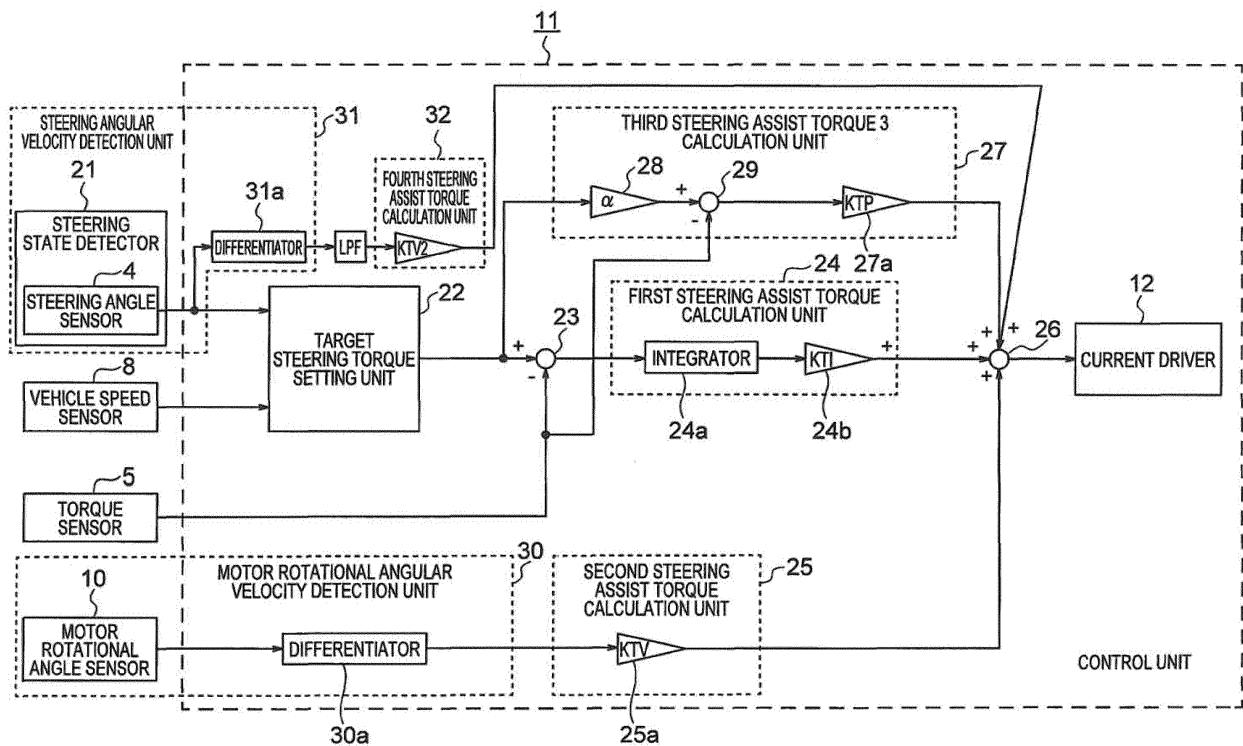 11
STEERING ANGULAR
VELOCITY DETECTION UNIT
31
32
21
31a
STEERING
STATE DETECTOR
4
STEERING ANGLE
SENSOR
DIFFERENTIATOR
LPF
FOURTH STEERING
ASSIST TORQUE
CALCULATION UNIT
KTV2
THIRD STEERING ASSIST TORQUE 3
CALCULATION UNIT
27
28
α
+
-
29
KTP
27a
8
VEHICLE SPEED
SENSOR
22
TARGET
STEERING TORQUE
SETTING UNIT
+
-
23
24
FIRST STEERING ASSIST TORQUE
CALCULATION UNIT
INTEGRATOR
24a
KTI
24b
+
+
+
+
+
26
12
CURRENT DRIVER
5
TORQUE
SENSOR
10
MOTOR
ROTATIONAL
ANGLE SENSOR
MOTOR ROTATIONAL ANGULAR
VELOCITY DETECTION UNIT
30
DIFFERENTIATOR
30a
SECOND STEERING
ASSIST TORQUE
CALCULATION UNIT
25
KTV
25a
CONTROL UNIT